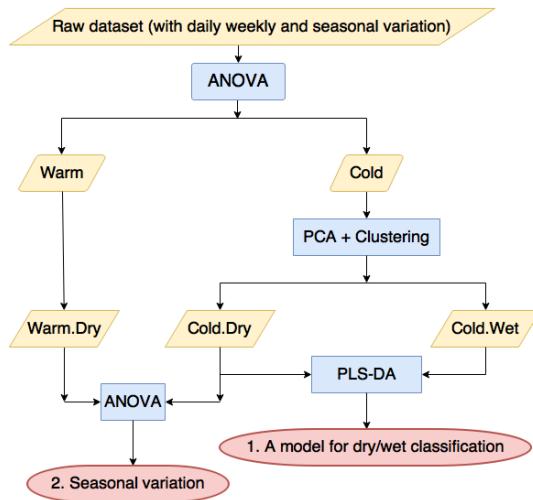 Raw dataset (with daily weekly and seasonal variation)
ANOVA
Warm
Cold
PCA + Clustering
Warm.Dry
Cold.Dry
Cold.Wet
PLS-DA
ANOVA
1. A model for dry/wet classification
2. Seasonal variation